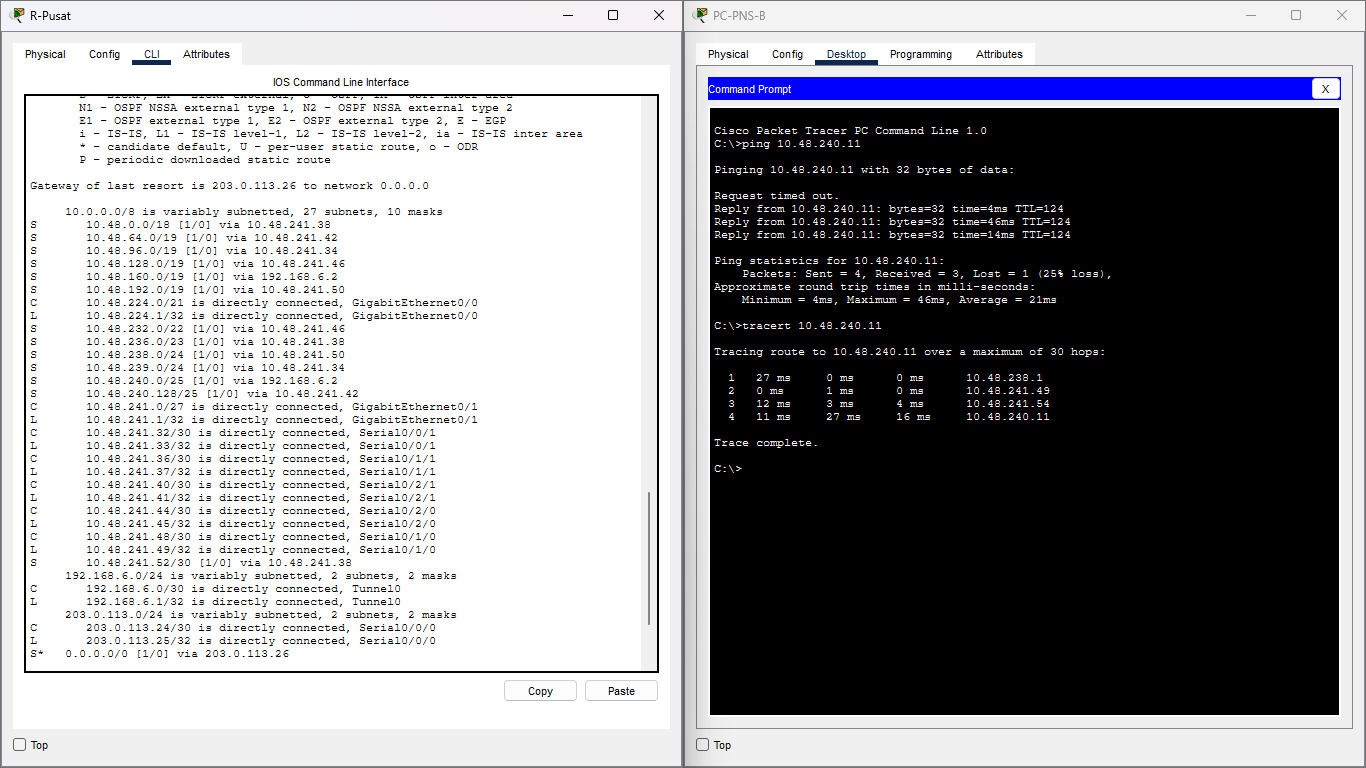 R-Pusat
Physical Config CLI Attributes
IOS Command Line Interface
N1 - OSPF NSSA external type 1, N2 - OSPF NSSA external type 2
E1 - OSPF external type 1, E2 - OSPF external type 2, E - EGP
i - IS-IS, L1 - IS-IS level-1, L2 - IS-IS level-2, ia - IS-IS inter area
* - candidate default, U - per-user static route, o - ODR
P - periodic downloaded static route
Gateway of last resort is 203.0.113.26 to network 0.0.0.0
10.0.0.0/8 is variably subnetted, 27 subnets, 10 masks
S 10.48.0.0/18 [1/0] via 10.48.241.38
S 10.48.64.0/19 [1/0] via 10.48.241.42
S 10.48.96.0/19 [1/0] via 10.48.241.34
S 10.48.128.0/19 [1/0] via 10.48.241.46
S 10.48.160.0/19 [1/0] via 192.168.6.2
S 10.48.192.0/19 [1/0] via 10.48.241.50
C 10.48.224.0/21 is directly connected, GigabitEthernet0/0
L 10.48.224.1/32 is directly connected, GigabitEthernet0/0
S 10.48.232.0/22 [1/0] via 10.48.241.46
S 10.48.236.0/23 [1/0] via 10.48.241.38
S 10.48.238.0/24 [1/0] via 10.48.241.50
S 10.48.239.0/24 [1/0] via 10.48.241.34
S 10.48.240.0/25 [1/0] via 192.168.6.2
S 10.48.240.128/25 [1/0] via 10.48.241.42
C 10.48.241.0/27 is directly connected, GigabitEthernet0/1
L 10.48.241.1/32 is directly connected, GigabitEthernet0/1
C 10.48.241.32/30 is directly connected, Serial0/0/1
L 10.48.241.33/32 is directly connected, Serial0/0/1
C 10.48.241.36/30 is directly connected, Serial0/1/1
L 10.48.241.37/32 is directly connected, Serial0/1/1
C 10.48.241.40/30 is directly connected, Serial0/2/1
L 10.48.241.41/32 is directly connected, Serial0/2/1
C 10.48.241.44/30 is directly connected, Serial0/2/0
L 10.48.241.45/32 is directly connected, Serial0/2/0
C 10.48.241.48/30 is directly connected, Serial0/1/0
L 10.48.241.49/32 is directly connected, Serial0/1/0
S 10.48.241.52/30 [1/0] via 10.48.241.38
192.168.6.0/24 is variably subnetted, 2 subnets, 2 masks
C 192.168.6.0/30 is directly connected, Tunnel0
L 192.168.6.1/32 is directly connected, Tunnel0
203.0.113.0/24 is variably subnetted, 2 subnets, 2 masks
C 203.0.113.24/30 is directly connected, Serial0/0/0
L 203.0.113.25/32 is directly connected, Serial0/0/0
S* 0.0.0.0/0 [1/0] via 203.0.113.26
Copy Paste
Top
PC-PNS-B
Physical Config Desktop Programming Attributes
Command Prompt X
Cisco Packet Tracer PC Command Line 1.0
C:\>ping 10.48.240.11
Pinging 10.48.240.11 with 32 bytes of data:
Request timed out.
Reply from 10.48.240.11: bytes=32 time=4ms TTL=124
Reply from 10.48.240.11: bytes=32 time=46ms TTL=124
Reply from 10.48.240.11: bytes=32 time=14ms TTL=124
Ping statistics for 10.48.240.11:
Packets: Sent = 4, Received = 3, Lost = 1 (25% loss),
Approximate round trip times in milli-seconds:
Minimum = 4ms, Maximum = 46ms, Average = 21ms
C:\>tracert 10.48.240.11
Tracing route to 10.48.240.11 over a maximum of 30 hops:
1 27 ms 0 ms 0 ms 10.48.238.1
2 0 ms 1 ms 0 ms 10.48.241.49
3 12 ms 3 ms 4 ms 10.48.241.54
4 11 ms 27 ms 16 ms 10.48.240.11
Trace complete.
C:\>
Top